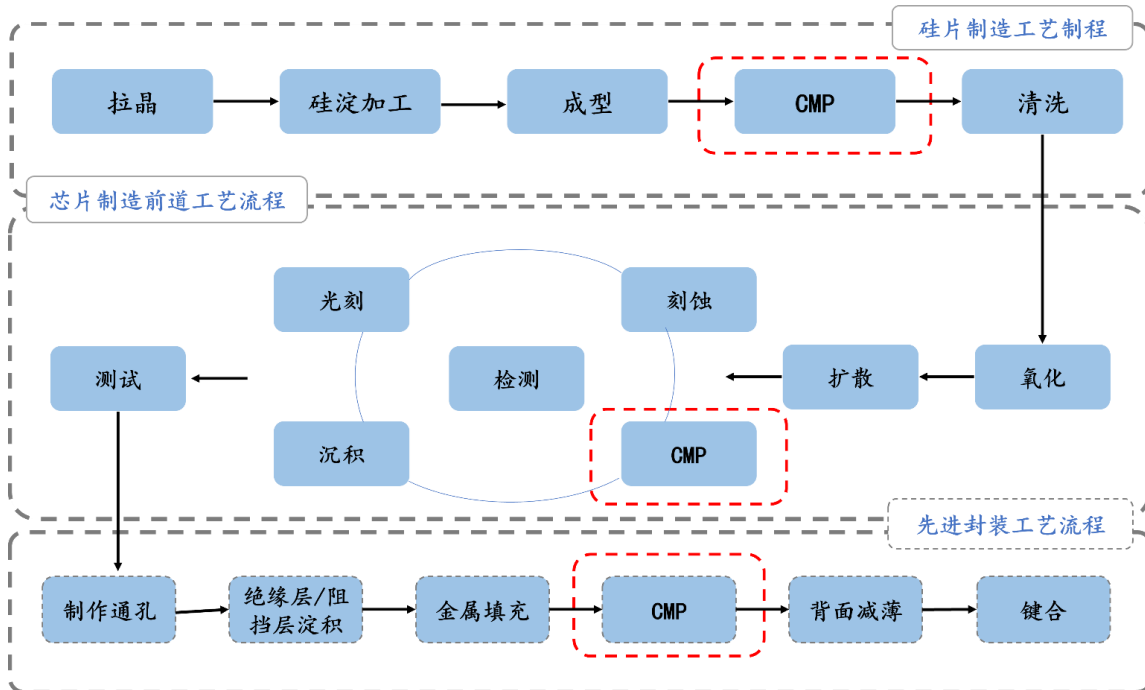 硅片制造工艺制程
拉晶
硅淀加工
成型
CMP
清洗
芯片制造前道工艺流程
光刻
刻蚀
测试
检测
扩散
氧化
沉积
CMP
先进封装工艺流程
制作通孔
绝缘层/阻
挡层淀积
金属填充
CMP
背面减薄
键合